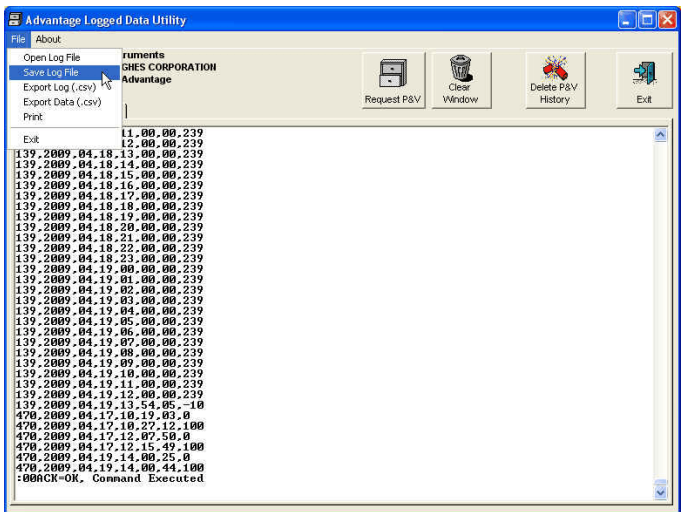 Advantage Logged Data Utility
File About
Open Log File
Save Log File
Export Log (.csv)
Export Data (.csv)
Print
Exit
ruments
GHES CORPORATION
Advantage
Request P&V
Clear
Window
Delete P&V
History
Exit
11,00,00,239
12,00,00,239
139,2009,04,18,13,00,00,239
139,2009,04,18,14,00,00,239
139,2009,04,18,15,00,00,239
139,2009,04,18,16,00,00,239
139,2009,04,18,17,00,00,239
139,2009,04,18,18,00,00,239
139,2009,04,18,19,00,00,239
139,2009,04,18,20,00,00,239
139,2009,04,18,21,00,00,239
139,2009,04,18,22,00,00,239
139,2009,04,18,23,00,00,239
139,2009,04,19,00,00,00,239
139,2009,04,19,01,00,00,239
139,2009,04,19,02,00,00,239
139,2009,04,19,03,00,00,239
139,2009,04,19,04,00,00,239
139,2009,04,19,05,00,00,239
139,2009,04,19,06,00,00,239
139,2009,04,19,07,00,00,239
139,2009,04,19,08,00,00,239
139,2009,04,19,09,00,00,239
139,2009,04,19,10,00,00,239
139,2009,04,19,11,00,00,239
139,2009,04,19,12,00,00,239
139,2009,04,19,13,54,05,-10
470,2009,04,17,10,19,03,0
470,2009,04,17,10,27,12,100
470,2009,04,17,12,07,50,0
470,2009,04,17,12,15,49,100
470,2009,04,19,14,00,25,0
470,2009,04,19,14,00,44,100
:00ACK=OK, Command Executed